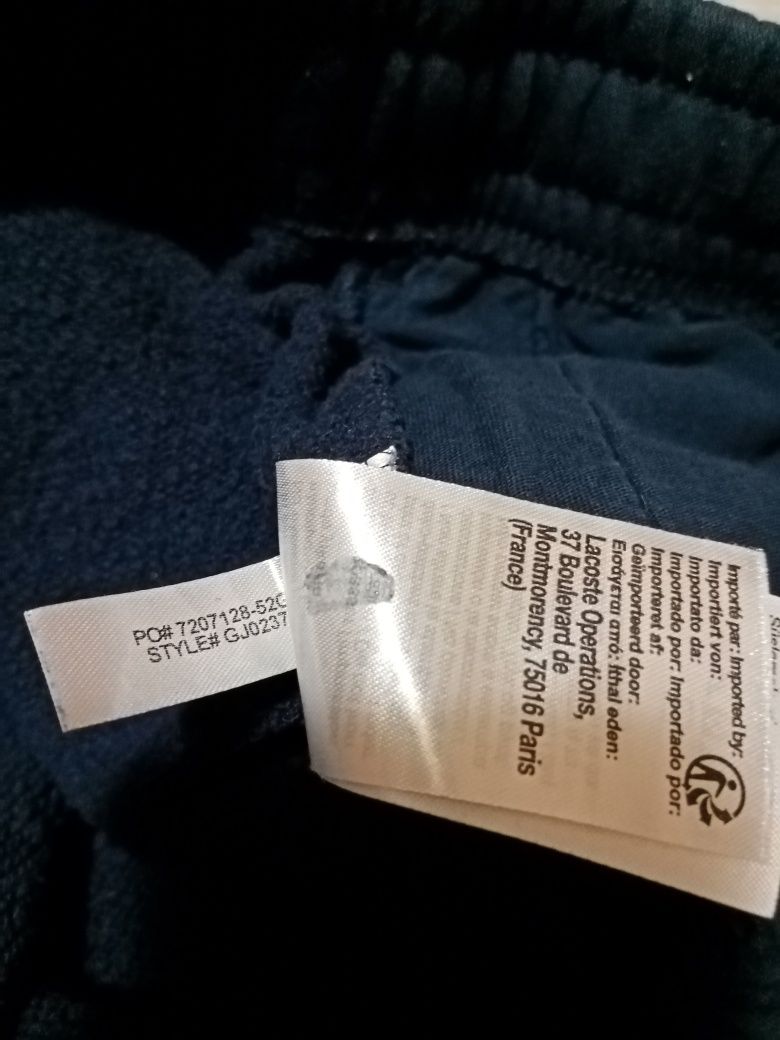 PO# 7207128-52
STYLE# GJ0237
Importé par: Imported by:
Importiert von:
Importato da:
Importado por: Importado por:
Importeret af:
Geïmporteerd door:
Εισάγεται από: Ithal eden:
Lacoste Operations,
37 Boulevard de
Montmorency, 75016 Paris
(France)